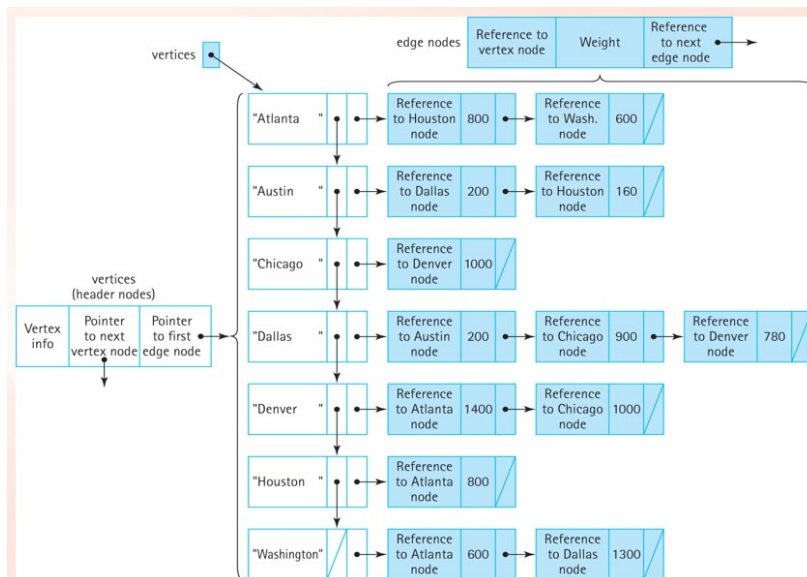 edge nodes
Reference to
vertex node
Weight
Reference
to next
edge node
vertices
"Atlanta "
Reference
to Houston
node
800
Reference
to Wash.
node
600
"Austin "
Reference
to Dallas
node
200
Reference
to Houston
node
160
"Chicago "
Reference
to Denver
node
1000
vertices
(header nodes)
Vertex
info
Pointer
to next
vertex node
Pointer
to first
edge node
"Dallas "
Reference
to Austin
node
200
Reference
to Chicago
node
900
Reference
to Denver
node
780
"Denver "
Reference
to Atlanta
node
1400
Reference
to Chicago
node
1000
"Houston "
Reference
to Atlanta
node
800
"Washington"
Reference
to Atlanta
node
600
Reference
to Dallas
node
1300